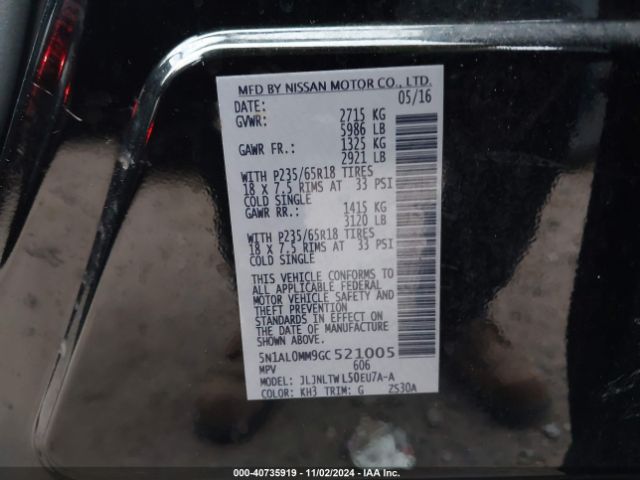 MFD BY NISSAN MOTOR CO., LTD.
DATE: 05/16
GVWR: 2715 KG
5986 LB
GAWR FR.: 1325 KG
2921 LB
WITH P235/65R18 TIRES
18 X 7.5 RIMS AT 33 PSI
COLD SINGLE
GAWR RR.: 1415 KG
3120 LB
WITH P235/65R18 TIRES
18 X 7.5 RIMS AT 33 PSI
COLD SINGLE
THIS VEHICLE CONFORMS TO
ALL APPLICABLE FEDERAL
MOTOR VEHICLE SAFETY AND
THEFT PREVENTION
STANDARDS IN EFFECT ON
THE DATE OF MANUFACTURE
SHOWN ABOVE.
5N1AL0MM9GC521005
MPV 606
MODEL: JLJNLTWL50EU7A-A
COLOR: KH3 TRIM: G ZS30A
000-40735919 - 11/02/2024 - IAA Inc.